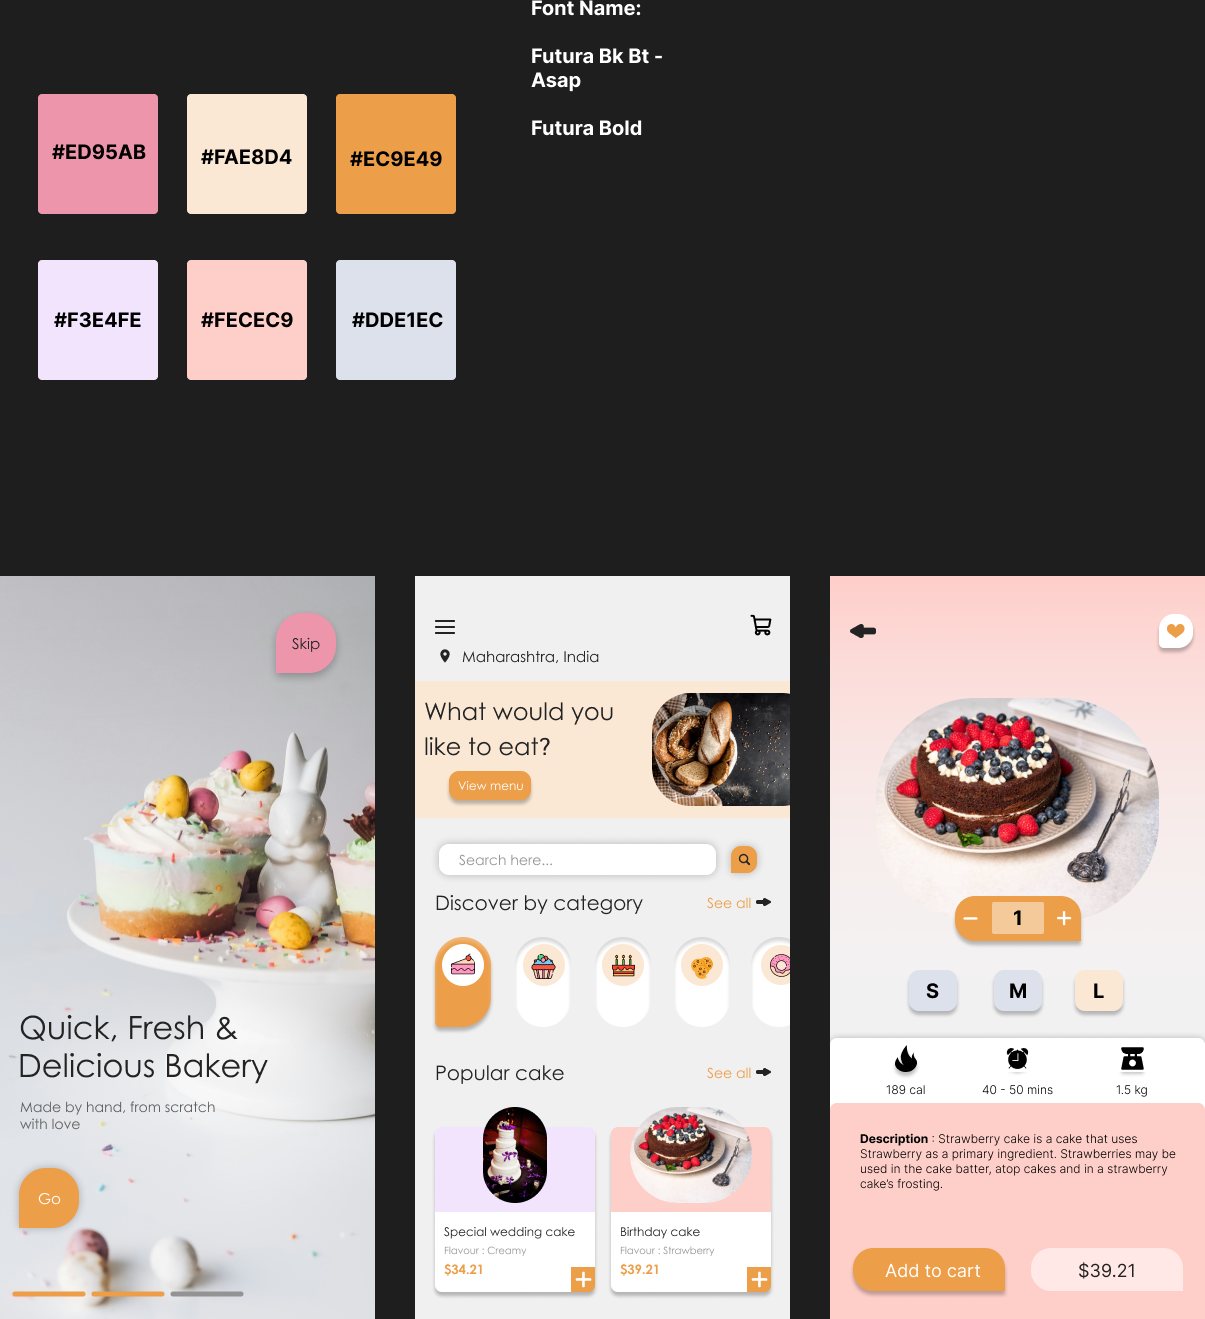 Font Name:
Futura Bk Bt -
Asap
Futura Bold
#ED95AB
#FAE8D4
#EC9E49
#F3E4FE
#FECEC9
#DDE1EC
Skip
Quick, Fresh &
Delicious Bakery
Made by hand, from scratch
with love
Go
Maharashtra, India
What would you
like to eat?
View menu
Search here...
Discover by category
See all
Popular cake
See all
Special wedding cake
Flavour : Creamy
$34.21
Birthday cake
Flavour : Strawberry
$39.21
1
S
M
L
189 cal
40 - 50 mins
1.5 kg
Description : Strawberry cake is a cake that uses
Strawberry as a primary ingredient. Strawberries may be
used in the cake batter, atop cakes and in a strawberry
cake's frosting.
Add to cart
$39.21